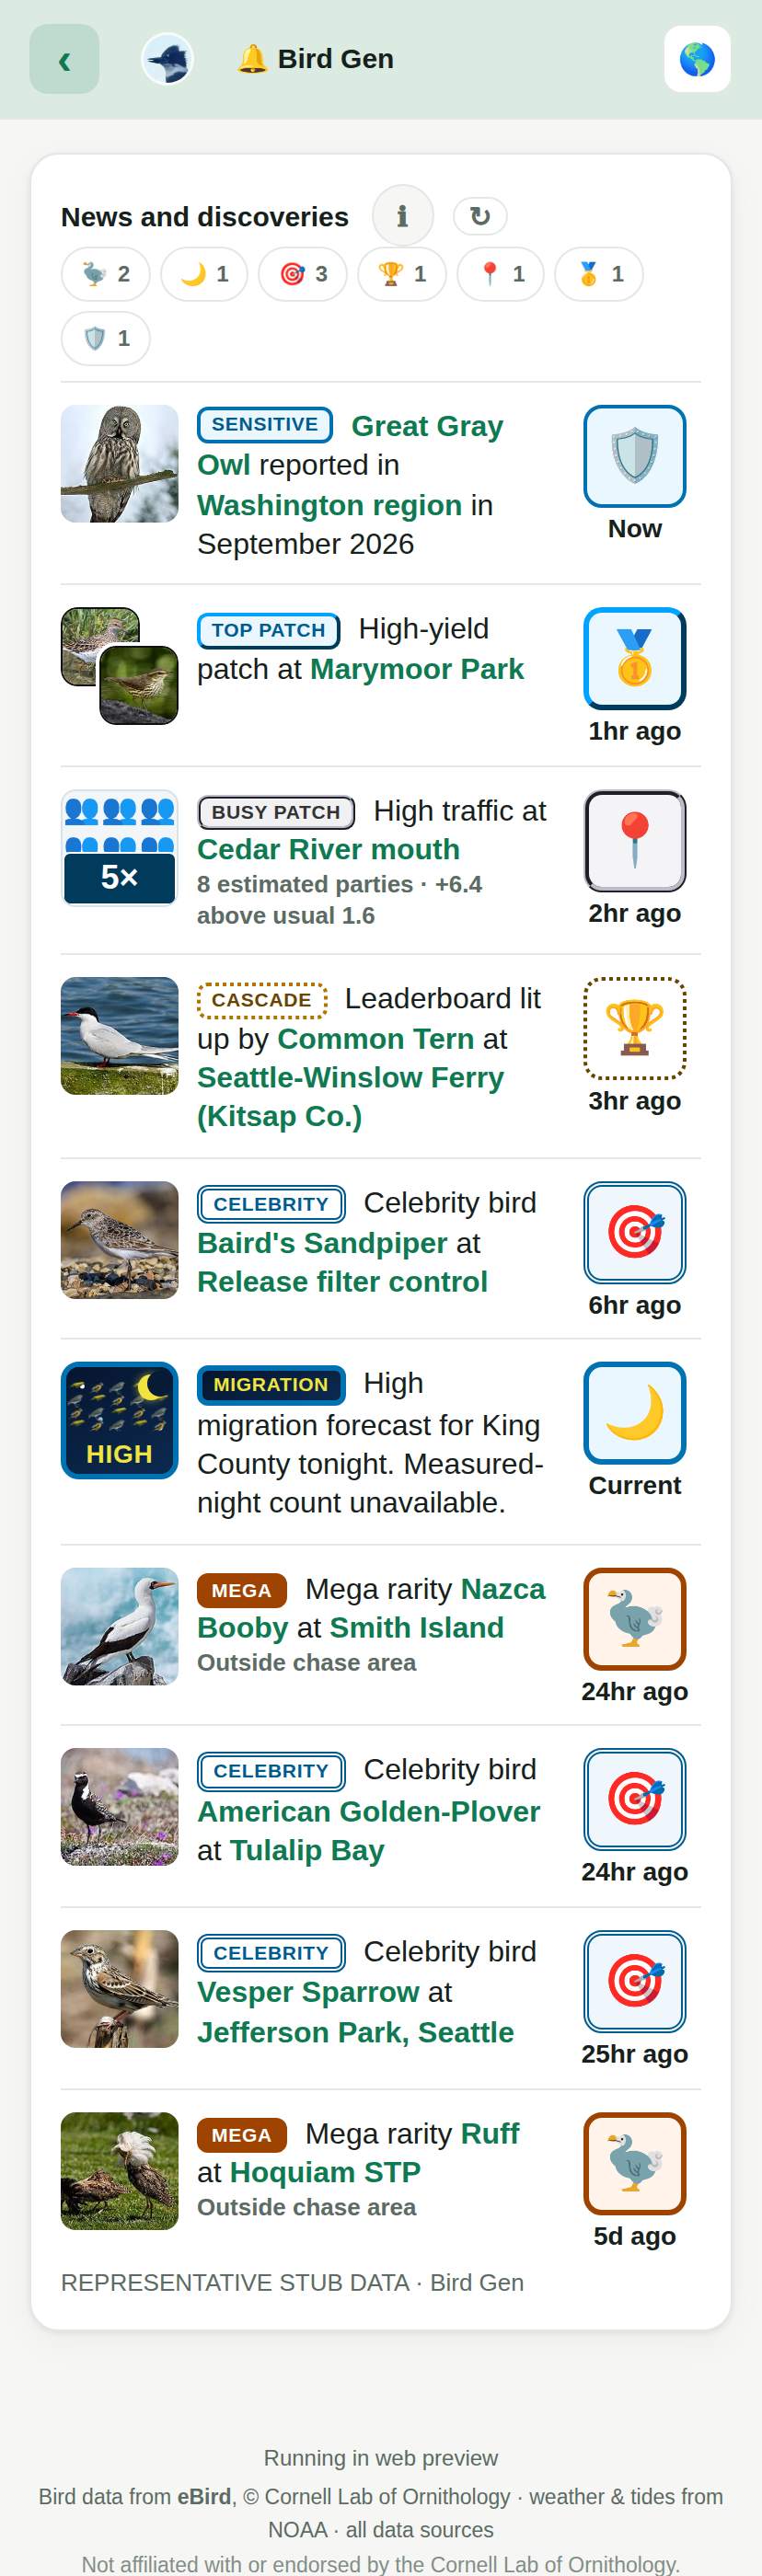 ‹ 🔔 Bird Gen
News and discoveries ℹ ↻
🦤 2 🌙 1 🎯 3 🏆 1 📍 1 🥇 1
🛡️ 1
SENSITIVE Great Gray
Owl reported in
Washington region in
September 2026
Now
TOP PATCH High-yield
patch at Marymoor Park
1hr ago
5×
BUSY PATCH High traffic at
Cedar River mouth
8 estimated parties · +6.4
above usual 1.6
2hr ago
CASCADE Leaderboard lit
up by Common Tern at
Seattle-Winslow Ferry
(Kitsap Co.)
3hr ago
CELEBRITY Celebrity bird
Baird's Sandpiper at
Release filter control
6hr ago
HIGH
MIGRATION High
migration forecast for King
County tonight. Measured-
night count unavailable.
Current
MEGA Mega rarity Nazca
Booby at Smith Island
Outside chase area
24hr ago
CELEBRITY Celebrity bird
American Golden-Plover
at Tulalip Bay
24hr ago
CELEBRITY Celebrity bird
Vesper Sparrow at
Jefferson Park, Seattle
25hr ago
MEGA Mega rarity Ruff
at Hoquiam STP
Outside chase area
5d ago
REPRESENTATIVE STUB DATA · Bird Gen
Running in web preview
Bird data from eBird, © Cornell Lab of Ornithology · weather & tides from
NOAA · all data sources
Not affiliated with or endorsed by the Cornell Lab of Ornithology.